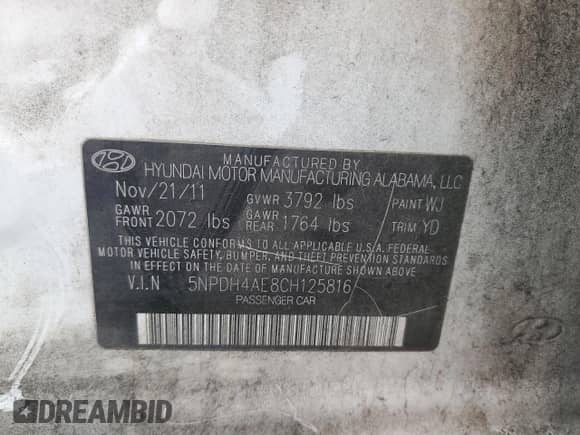 MANUFACTURED BY
HYUNDAI MOTOR MANUFACTURING ALABAMA, LLC
Nov/21/11 GVWR 3792 lbs PAINT WJ
GAWR FRONT 2072 lbs GAWR REAR 1764 lbs TRIM YD
THIS VEHICLE CONFORMS TO ALL APPLICABLE U.S.A. FEDERAL
MOTOR VEHICLE SAFETY, BUMPER, AND THEFT PREVENTION STANDARDS
IN EFFECT ON THE DATE OF MANUFACTURE SHOWN ABOVE
V.I.N 5NPDH4AE8CH125816
PASSENGER CAR
DREAMBID